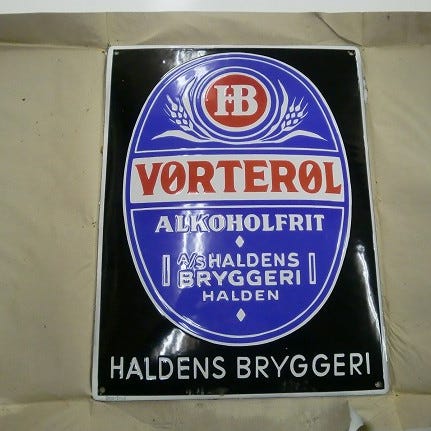 HB
VØRTERØL
ALKOHOLFRIT
A/S HALDENS
BRYGGERI
HALDEN
HALDENS BRYGGERI